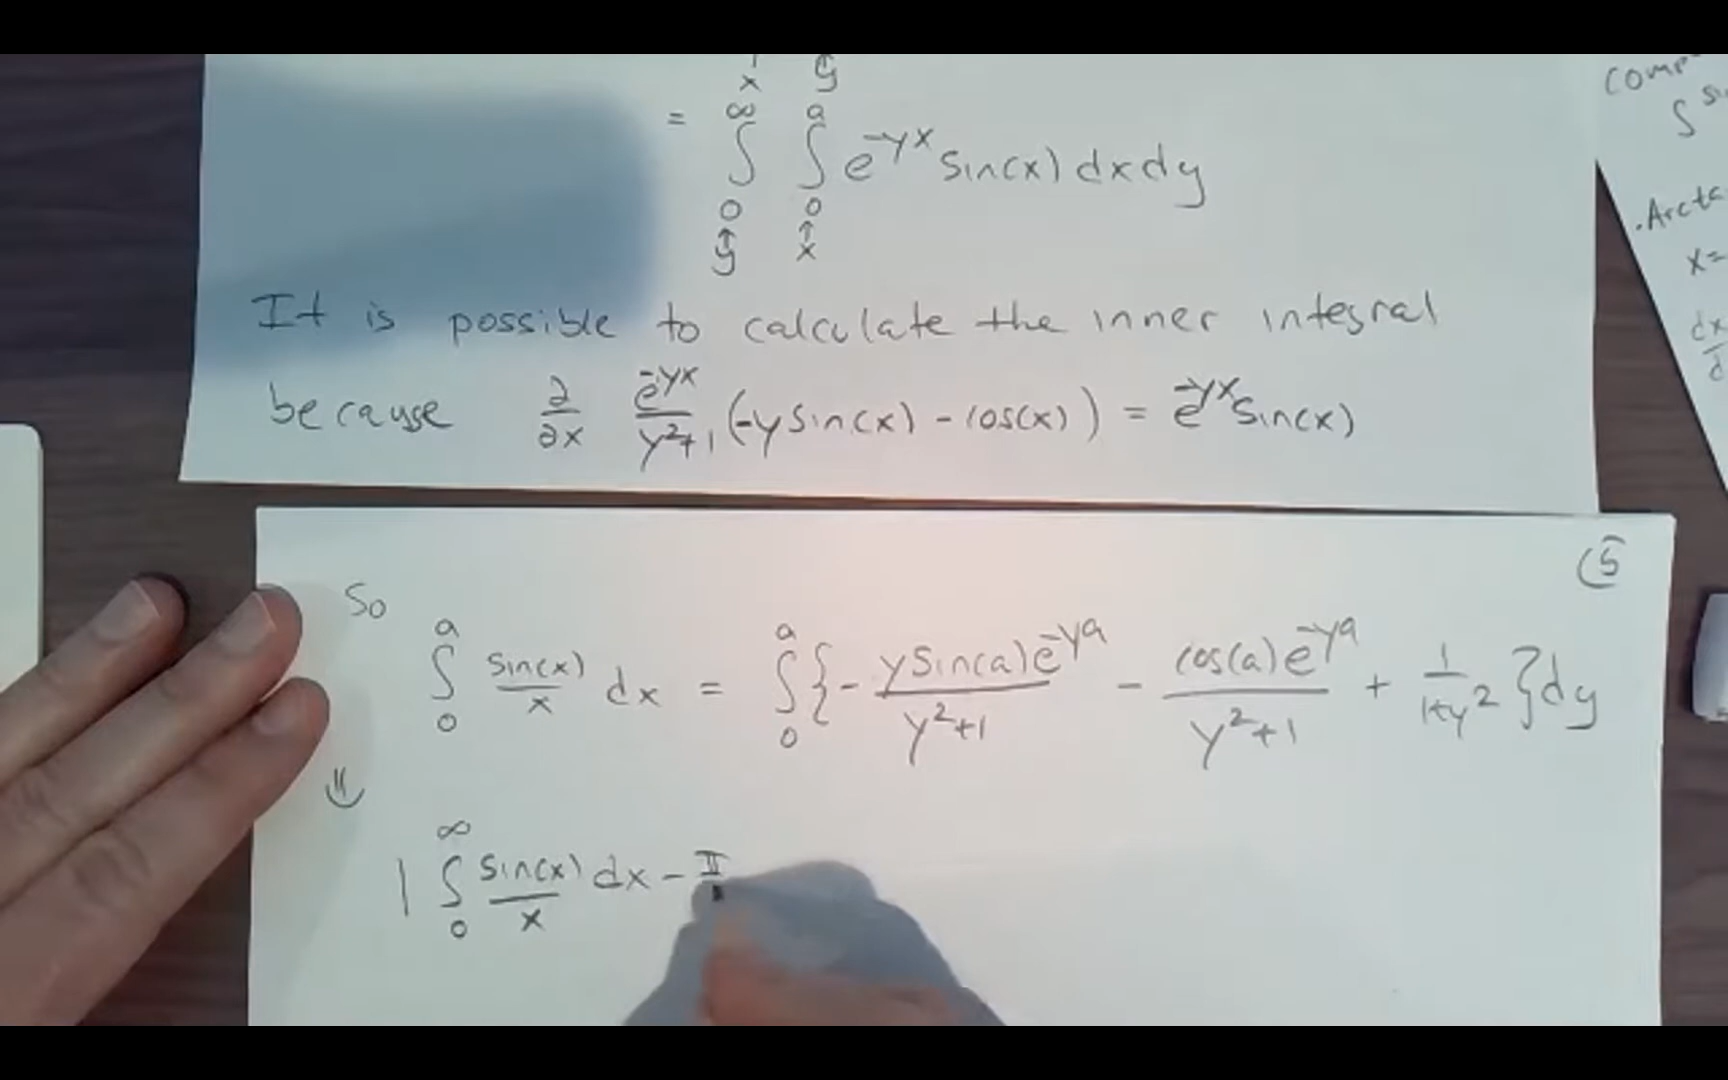 x y
= ∫₀^∞ ∫₀^a e^{-yx} sin(x) dx dy
↑ ↑
y x
It is possible to calculate the inner integral
because ∂/∂x e^{-yx}/(y²+1) (-y sin(x) - cos(x)) = e^{-yx} sin(x)
5
So
∫₀^a sin(x)/x dx = ∫₀^a { - y sin(a) e^{-ya}/(y²+1) - cos(a) e^{-ya}/(y²+1) + 1/(1+y²) } dy
⇓
| ∫₀^∞ sin(x)/x dx - π
∫
x=